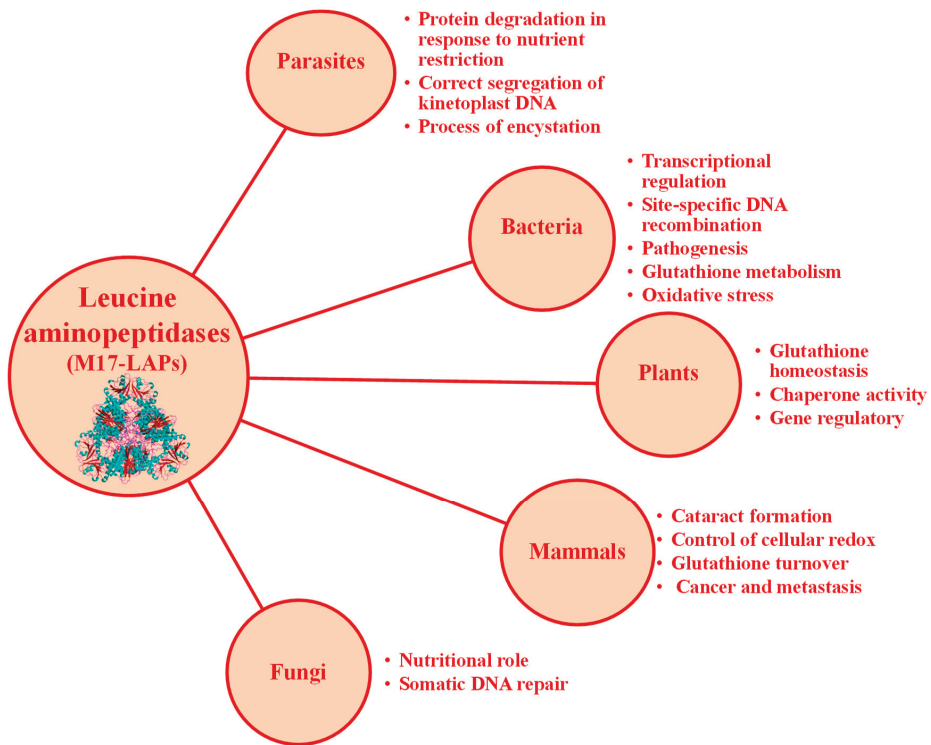 Parasites
• Protein degradation in
response to nutrient
restriction
• Correct segregation of
kinetoplast DNA
• Process of encystation
Bacteria
• Transcriptional
regulation
• Site-specific DNA
recombination
• Pathogenesis
• Glutathione metabolism
• Oxidative stress
Leucine
aminopeptidases
(M17-LAPs)
Plants
• Glutathione
homeostasis
• Chaperone activity
• Gene regulatory
Mammals
• Cataract formation
• Control of cellular redox
• Glutathione turnover
• Cancer and metastasis
Fungi
• Nutritional role
• Somatic DNA repair